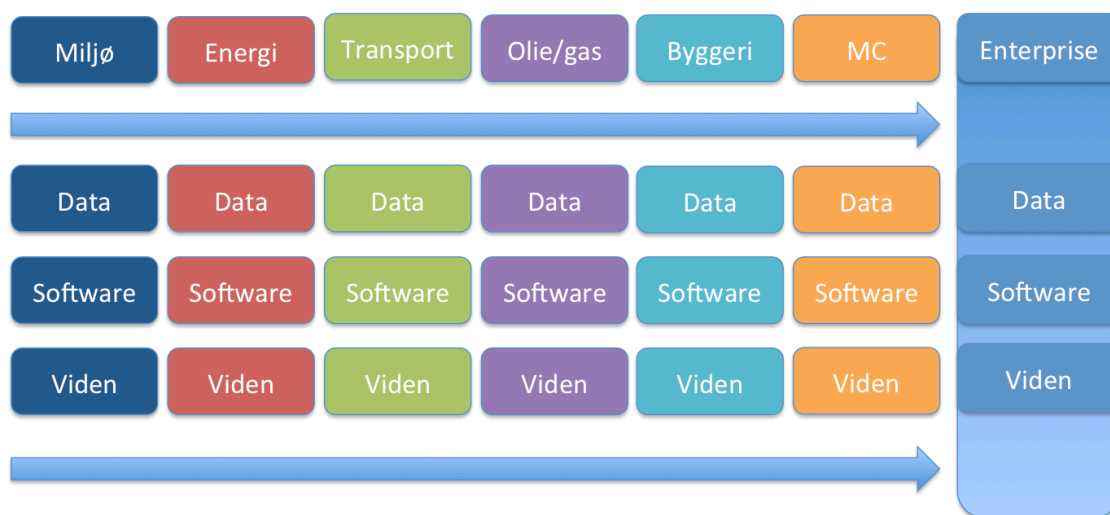 Miljø
Energi
Transport
Olie/gas
Byggeri
MC
Enterprise
Data
Data
Data
Data
Data
Data
Data
Software
Software
Software
Software
Software
Software
Software
Viden
Viden
Viden
Viden
Viden
Viden
Viden